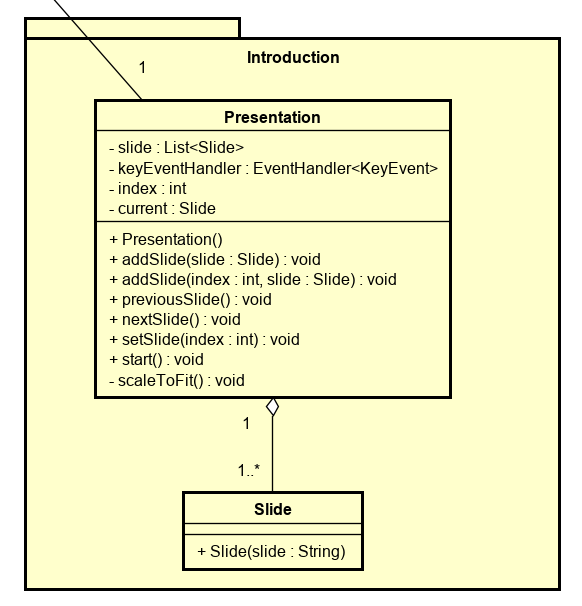 1
Introduction
Presentation
- slide : List<Slide>
- keyEventHandler : EventHandler<KeyEvent>
- index : int
- current : Slide
+ Presentation()
+ addSlide(slide : Slide) : void
+ addSlide(index : int, slide : Slide) : void
+ previousSlide() : void
+ nextSlide() : void
+ setSlide(index : int) : void
+ start() : void
- scaleToFit() : void
1
1..*
Slide
+ Slide(slide : String)